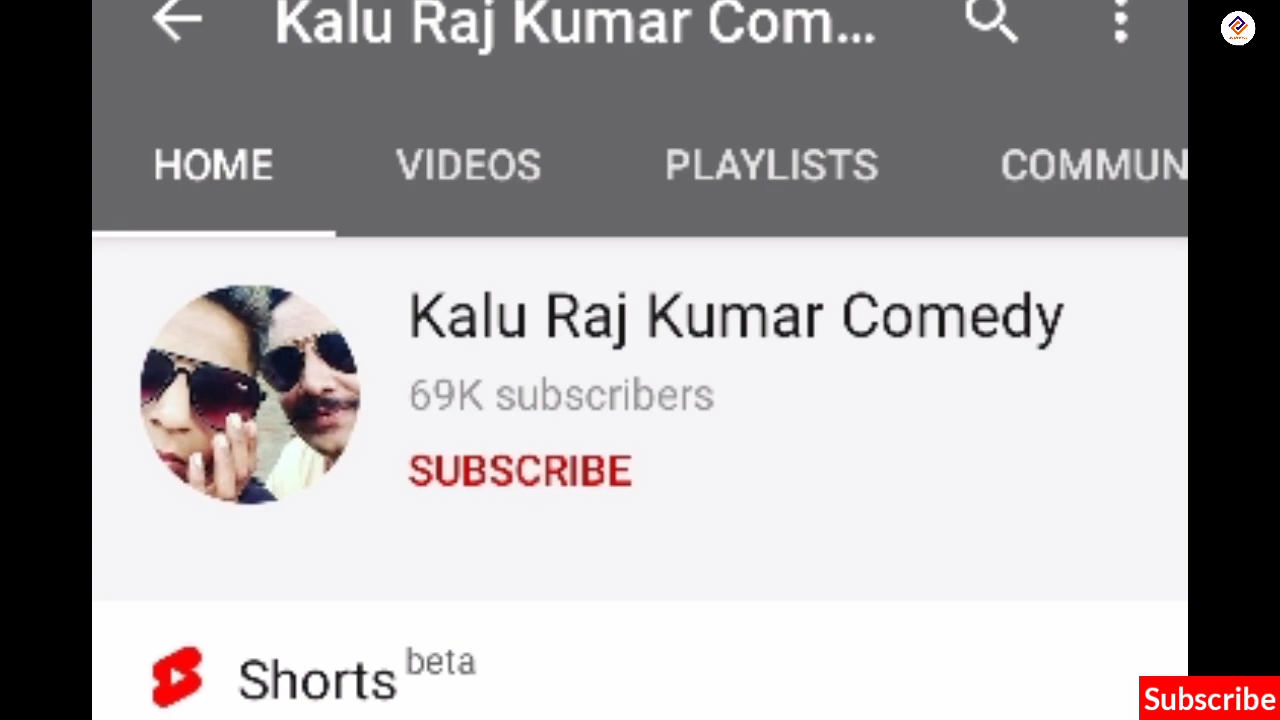 Kalu Raj Kumar Com...
HOME VIDEOS PLAYLISTS COMMUN
Kalu Raj Kumar Comedy
69K subscribers
SUBSCRIBE
Shorts beta
Subscribe